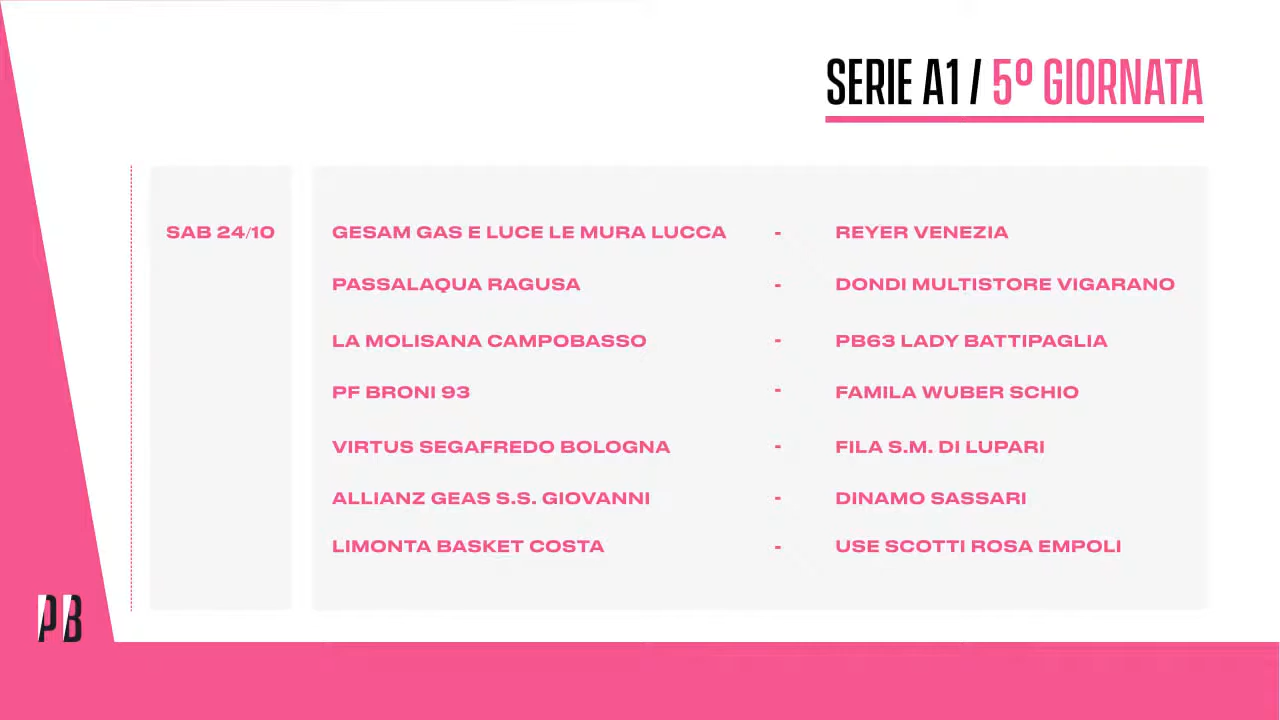 SERIE A1 / 5º GIORNATA
SAB 24/10 GESAM GAS E LUCE LE MURA LUCCA - REYER VENEZIA
PASSALAQUA RAGUSA - DONDI MULTISTORE VIGARANO
LA MOLISANA CAMPOBASSO - PB63 LADY BATTIPAGLIA
PF BRONI 93 - FAMILA WUBER SCHIO
VIRTUS SEGAFREDO BOLOGNA - FILA S.M. DI LUPARI
ALLIANZ GEAS S.S. GIOVANNI - DINAMO SASSARI
LIMONTA BASKET COSTA - USE SCOTTI ROSA EMPOLI
PB